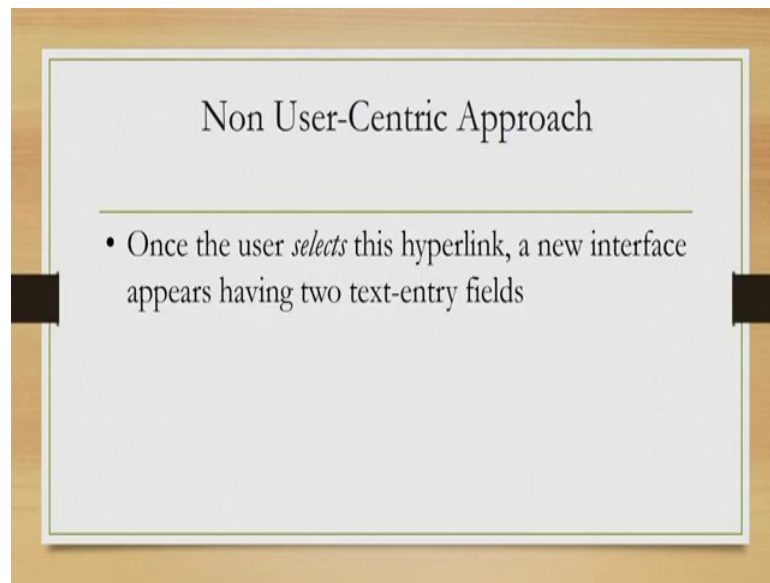 Non User-Centric Approach
• Once the user selects this hyperlink, a new interface
appears having two text-entry fields